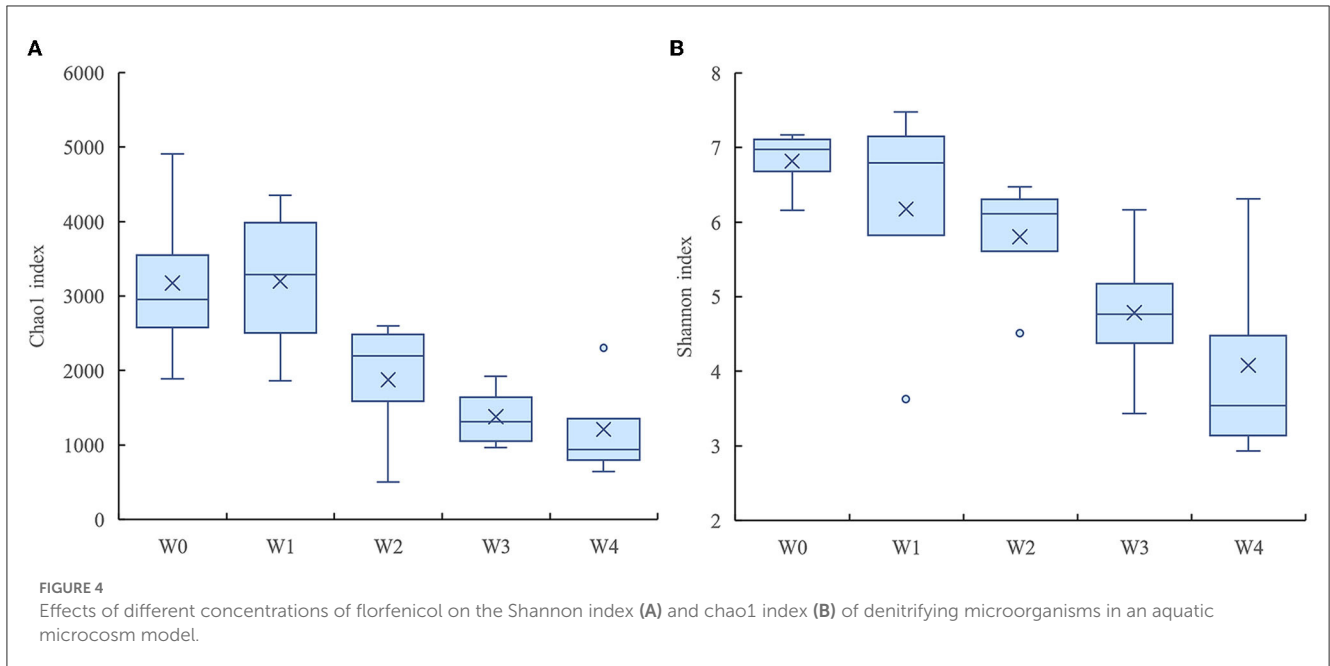 A
B
6000
5000
4000
3000
2000
1000
0
Chao1 index
W0 W1 W2 W3 W4
8
7
6
5
4
3
2
Shannon index
W0 W1 W2 W3 W4
FIGURE 4
Effects of different concentrations of florfenicol on the Shannon index (A) and chao1 index (B) of denitrifying microorganisms in an aquatic
microcosm model.